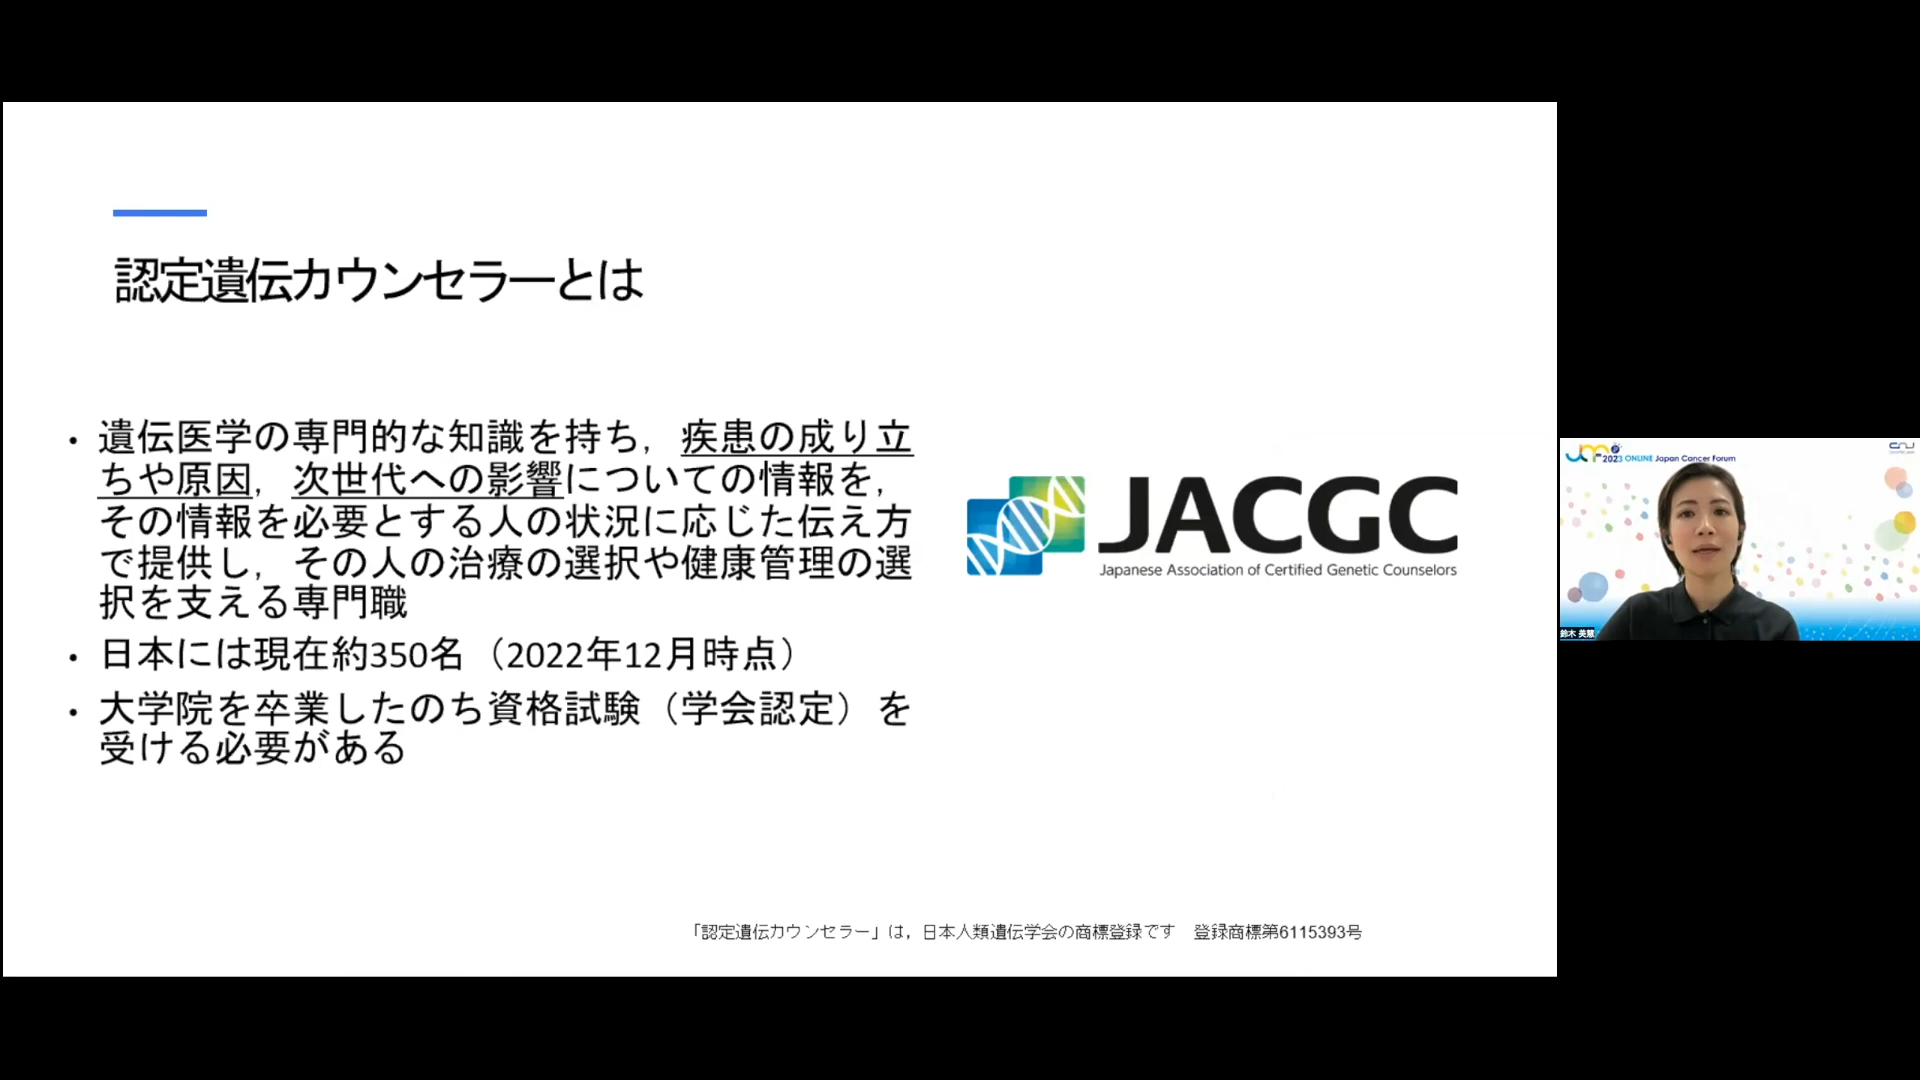 認定遺伝カウンセラーとは
• 遺伝医学の専門的な知識を持ち，疾患の成り立
ちや原因，次世代への影響についての情報を，
その情報を必要とする人の状況に応じた伝え方
で提供し，その人の治療の選択や健康管理の選
択を支える専門職
• 日本には現在約350名（2022年12月時点）
• 大学院を卒業したのち資格試験（学会認定）を
受ける必要がある
JACGC
Japanese Association of Certified Genetic Counselors
「認定遺伝カウンセラー」は，日本人類遺伝学会の商標登録です　登録商標第6115393号
2023 ONLINE Japan Cancer Forum
鈴木 美慧